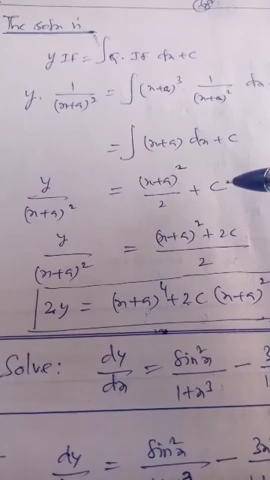 The soln is
y IF = ∫Q. IF dx + C
y. 1/(x+a)² = ∫(x+a)³ 1/(x+a)² dx
= ∫(x+a) dx + C
y/(x+a)² = (x+a)²/2 + C
y/(x+a)² = ((x+a)² + 2C)/2
2y = (x+a)⁴ + 2C (x+a)²
Solve: dy/dx = sin²x/(1+x³) -
dy/dx = sin²x